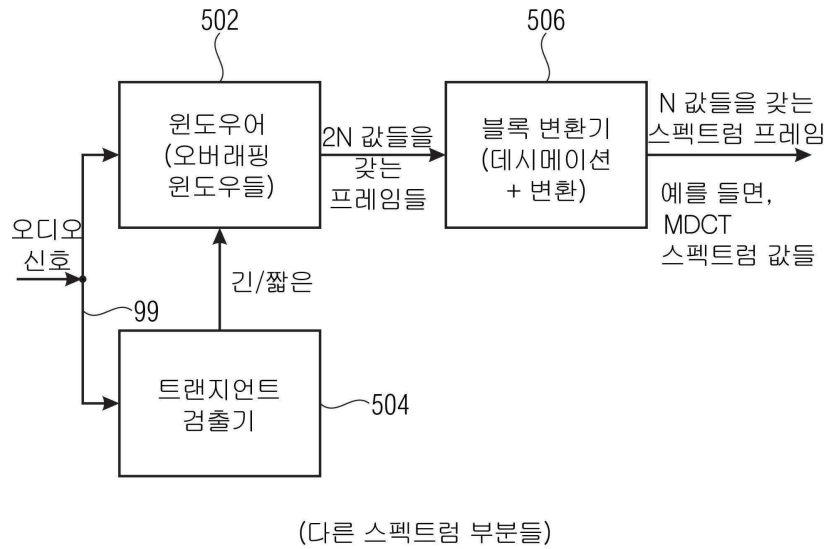 502
506
윈도우어
(오버래핑
윈도우들)
2N 값들을
갖는
프레임들
블록 변환기
(데시메이션
+ 변환)
N 값들을 갖는
스펙트럼 프레임
예를 들면,
MDCT
스펙트럼 값들
오디오
신호
긴/짧은
99
트랜지언트
검출기
504
(다른 스펙트럼 부분들)